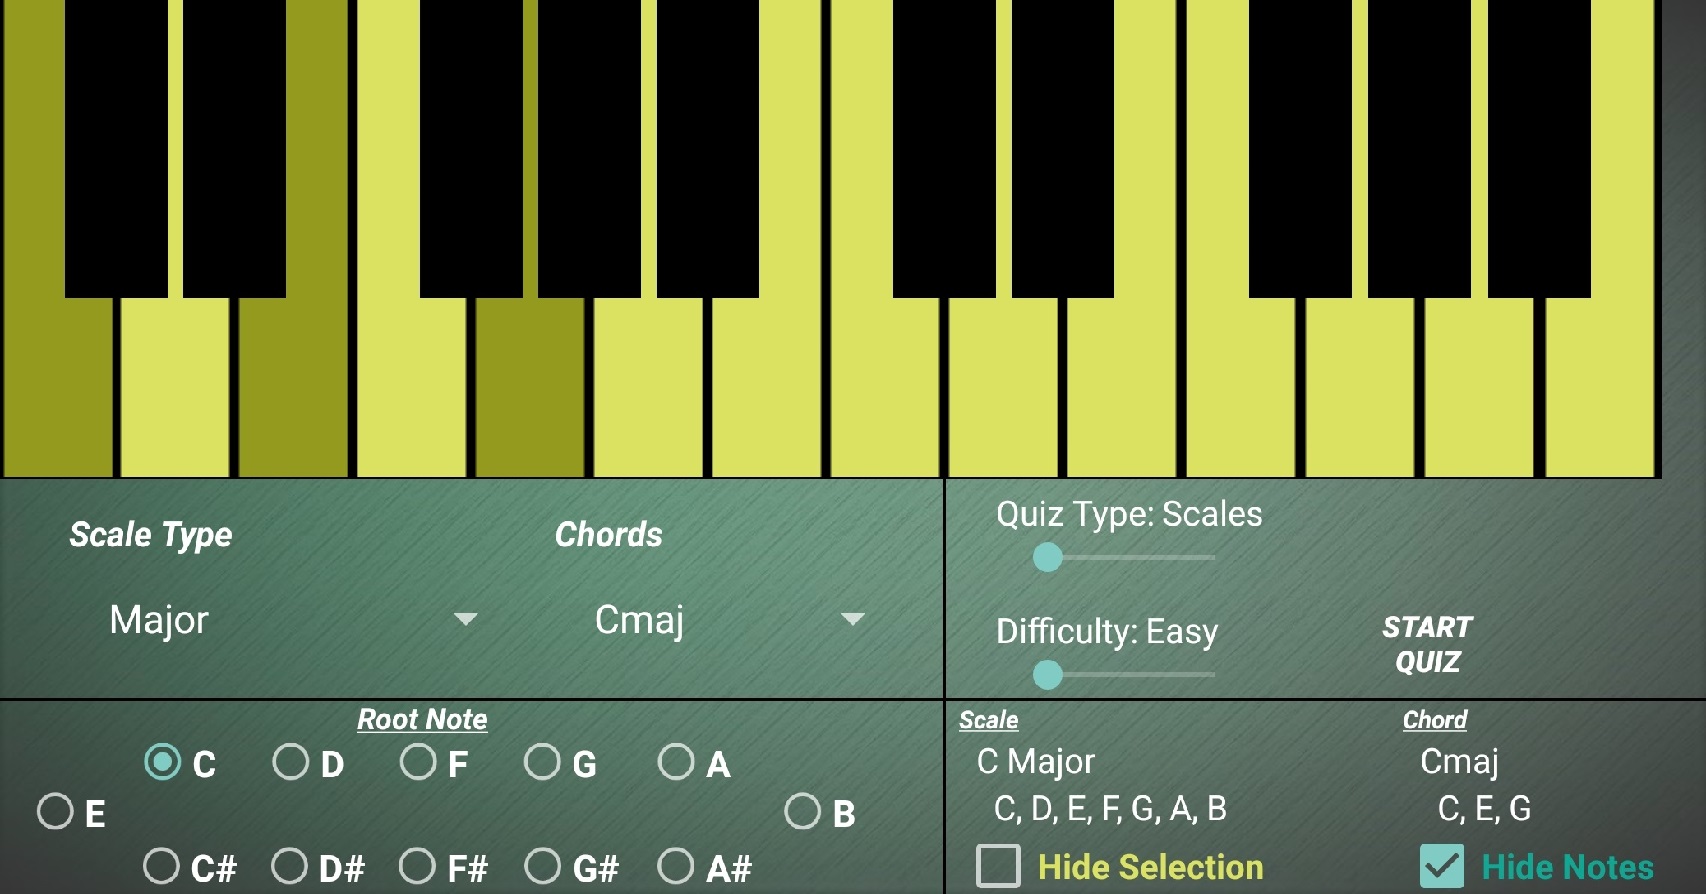 Scale Type
Chords
Quiz Type: Scales
Major
Cmaj
Difficulty: Easy
START
QUIZ
Root Note
C D F G A
E B
C# D# F# G# A#
Scale
C Major
C, D, E, F, G, A, B
Hide Selection
Chord
Cmaj
C, E, G
Hide Notes